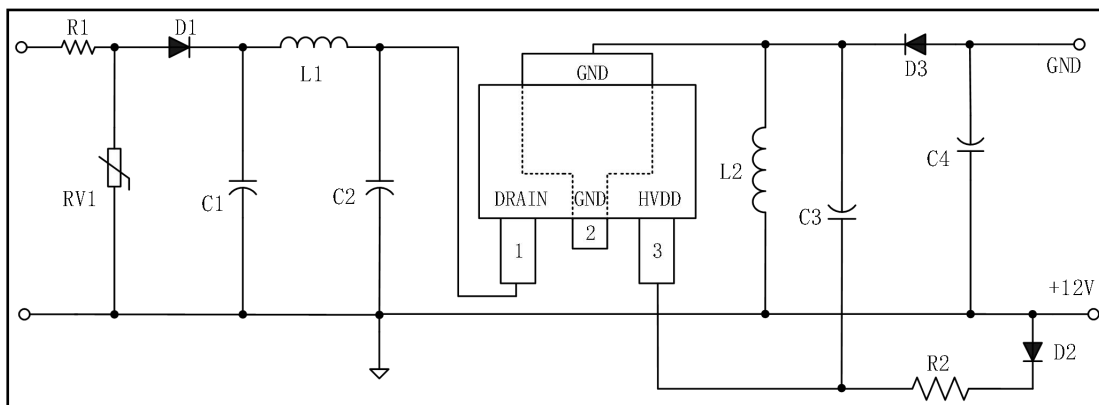 R1
D1
L1
RV1
C1
C2
GND
DRAIN
GND
HVDD
1
2
3
L2
C3
D3
C4
GND
+12V
D2
R2